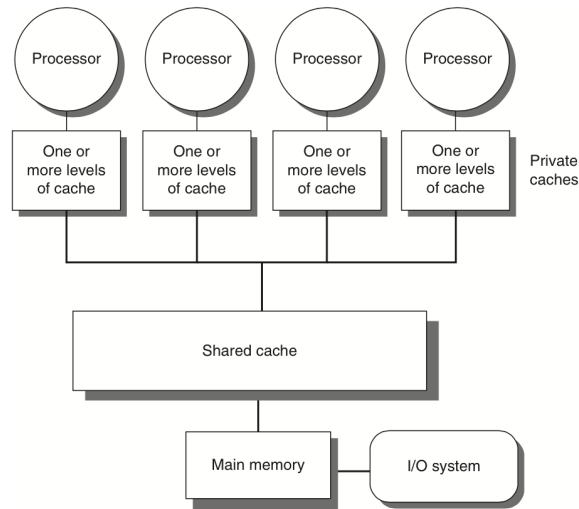 Processor
Processor
Processor
Processor
One or
more levels
of cache
One or
more levels
of cache
One or
more levels
of cache
One or
more levels
of cache
Private
caches
Shared cache
Main memory
I/O system